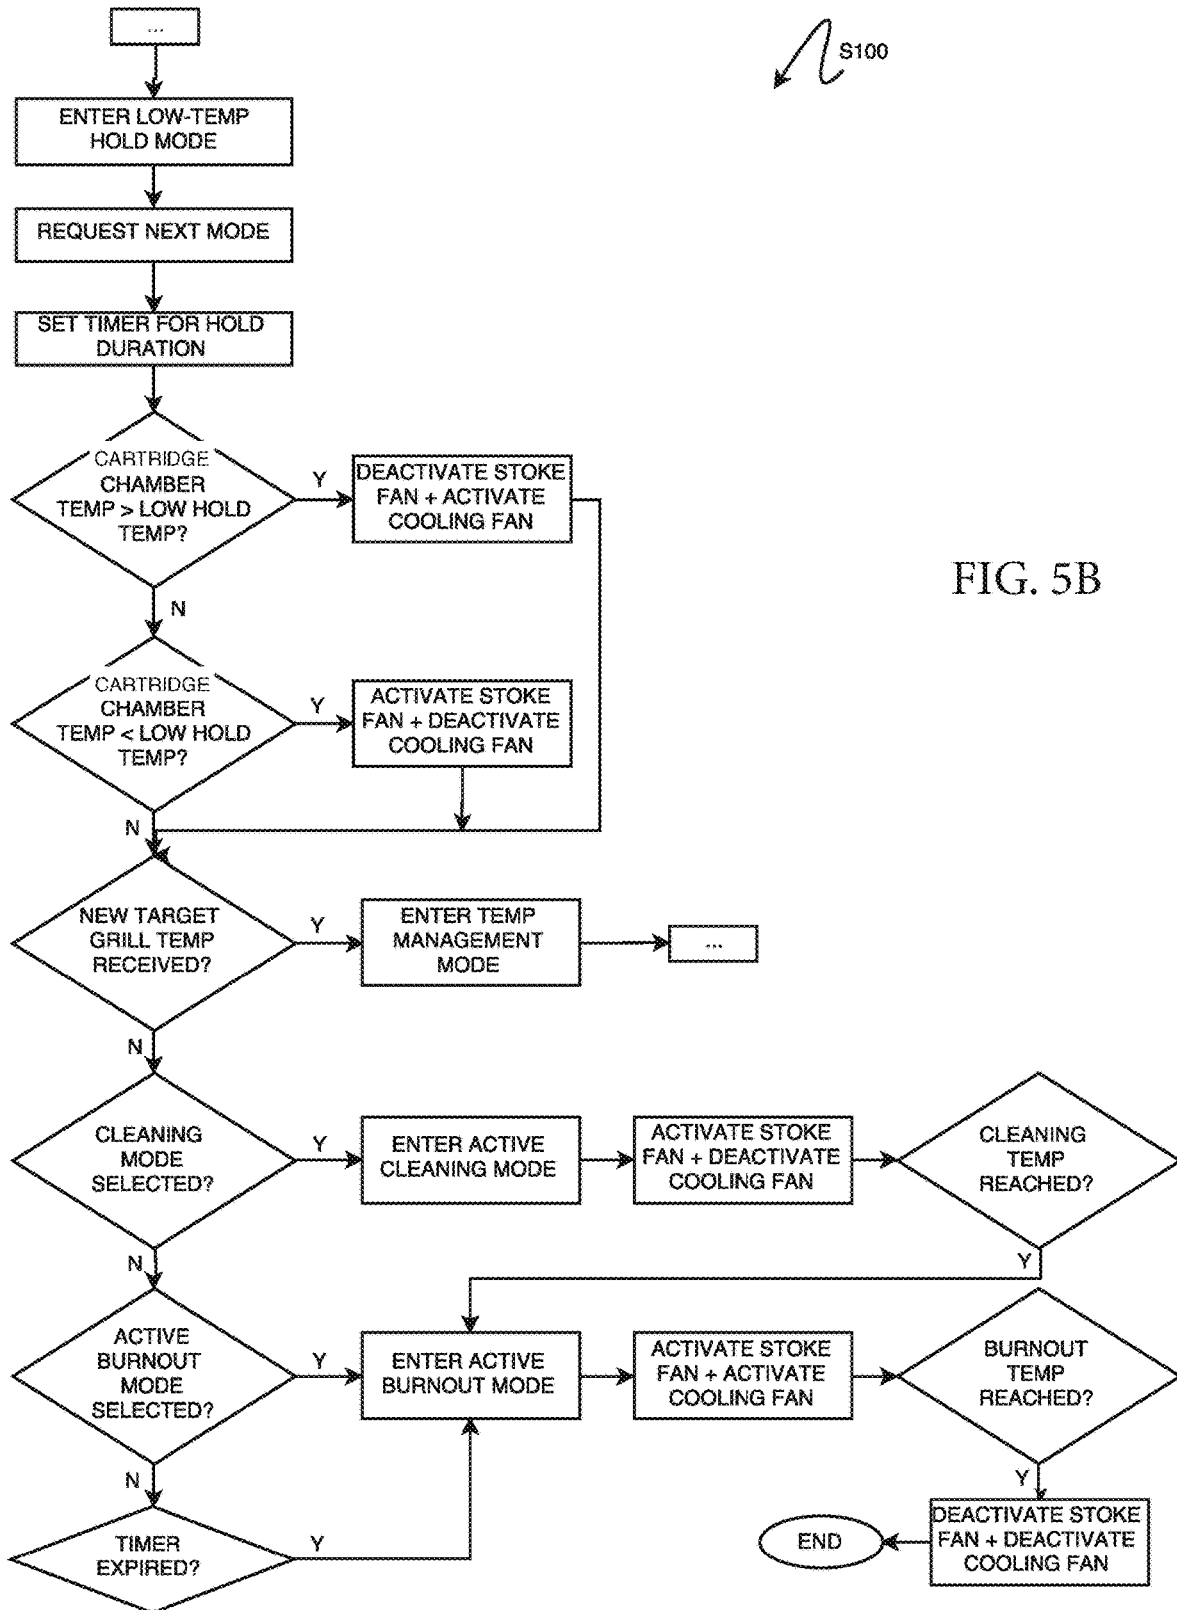 ...
S100
ENTER LOW-TEMP
HOLD MODE
REQUEST NEXT MODE
SET TIMER FOR HOLD
DURATION
CARTRIDGE
CHAMBER
TEMP > LOW HOLD
TEMP?
Y
DEACTIVATE STOKE
FAN + ACTIVATE
COOLING FAN
N
FIG. 5B
CARTRIDGE
CHAMBER
TEMP < LOW HOLD
TEMP?
Y
ACTIVATE STOKE
FAN + DEACTIVATE
COOLING FAN
N
NEW TARGET
GRILL TEMP
RECEIVED?
Y
ENTER TEMP
MANAGEMENT
MODE
...
N
CLEANING
MODE
SELECTED?
Y
ENTER ACTIVE
CLEANING MODE
ACTIVATE STOKE
FAN + DEACTIVATE
COOLING FAN
CLEANING
TEMP
REACHED?
N
Y
ACTIVE
BURNOUT
MODE
SELECTED?
Y
ENTER ACTIVE
BURNOUT MODE
ACTIVATE STOKE
FAN + ACTIVATE
COOLING FAN
BURNOUT
TEMP
REACHED?
N
Y
TIMER
EXPIRED?
Y
END
DEACTIVATE STOKE
FAN + DEACTIVATE
COOLING FAN